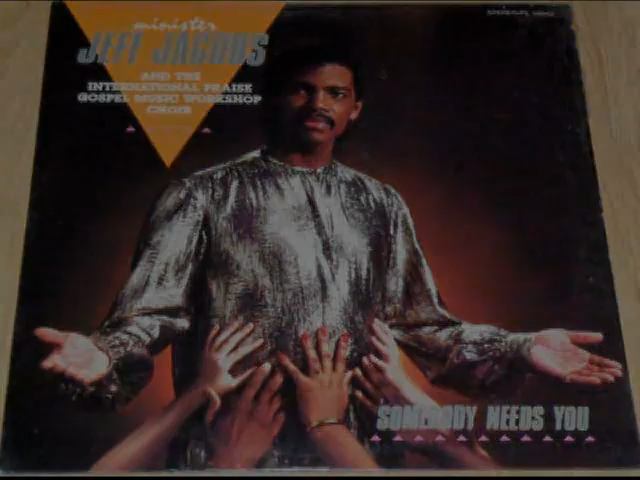 minister
JEFF JACOBS
AND THE
INTERNATIONAL PRAISE
GOSPEL MUSIC WORKSHOP
CHOIR
SOMEBODY NEEDS YOU